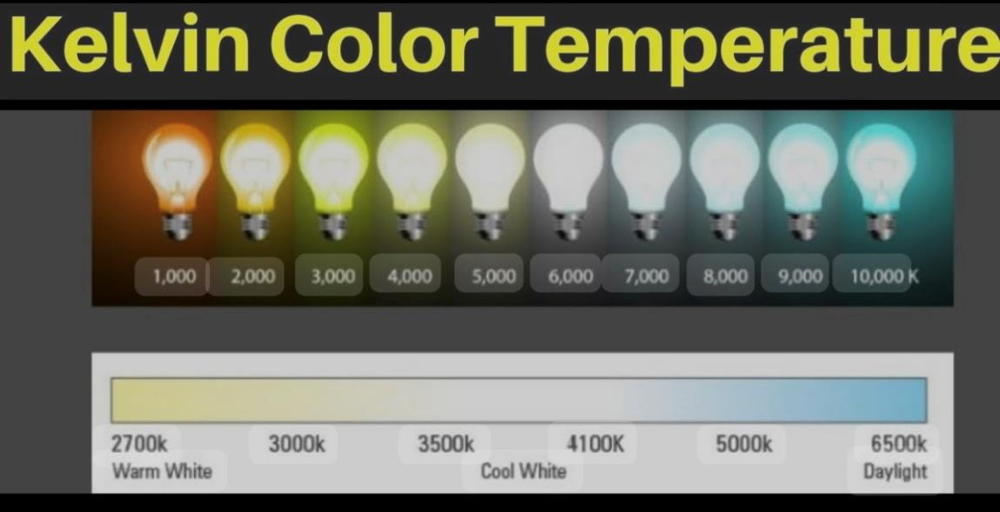 Kelvin Color Temperature
1,000 2,000 3,000 4,000 5,000 6,000 7,000 8,000 9,000 10,000 K
2700k 3000k 3500k 4100K 5000k 6500k
Warm White Cool White Daylight